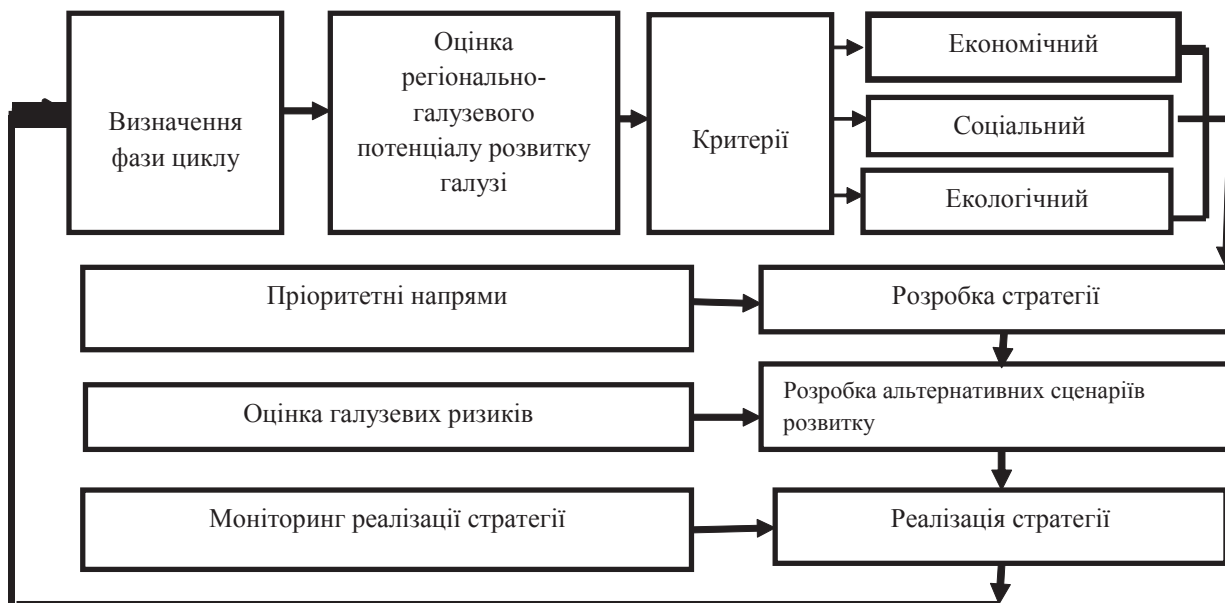 Визначення
фази циклу
Оцінка
регіонально-
галузевого
потенціалу розвитку
галузі
Критерії
Економічний
Соціальний
Екологічний
Пріоритетні напрями
Розробка стратегії
Оцінка галузевих ризиків
Розробка альтернативних сценаріїв
розвитку
Моніторинг реалізації стратегії
Реалізація стратегії